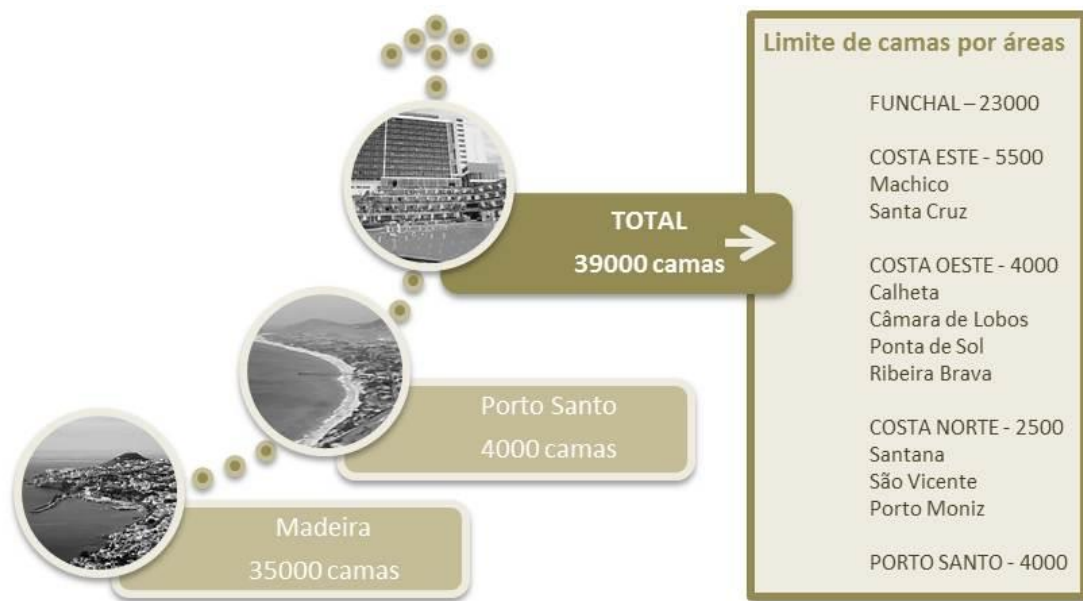 Limite de camas por áreas
FUNCHAL – 23000
COSTA ESTE - 5500
Machico
Santa Cruz
COSTA OESTE - 4000
Calheta
Câmara de Lobos
Ponta de Sol
Ribeira Brava
COSTA NORTE - 2500
Santana
São Vicente
Porto Moniz
PORTO SANTO - 4000
TOTAL
39000 camas
Porto Santo
4000 camas
Madeira
35000 camas